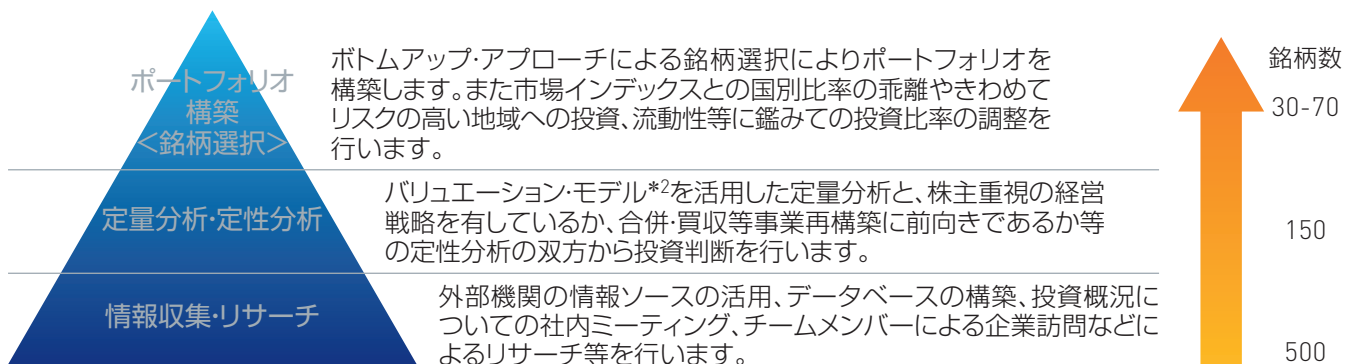 ポートフォリオ
構築
<銘柄選択>
ボトムアップ・アプローチによる銘柄選択によりポートフォリオを
構築します。また市場インデックスとの国別比率の乖離やきわめて
リスクの高い地域への投資、流動性等に鑑みての投資比率の調整を
行います。
銘柄数
30-70
定量分析・定性分析
バリュエーション・モデル*2を活用した定量分析と、株主重視の経営
戦略を有しているか、合併・買収等事業再構築に前向きであるか等
の定性分析の双方から投資判断を行います。
150
情報収集・リサーチ
外部機関の情報ソースの活用、データベースの構築、投資概況に
ついての社内ミーティング、チームメンバーによる企業訪問などに
よるリサーチ等を行います。
500